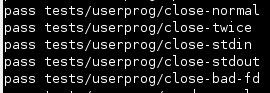 pass tests/userprog/close-normal
pass tests/userprog/close-twice
pass tests/userprog/close-stdin
pass tests/userprog/close-stdout
pass tests/userprog/close-bad-fd